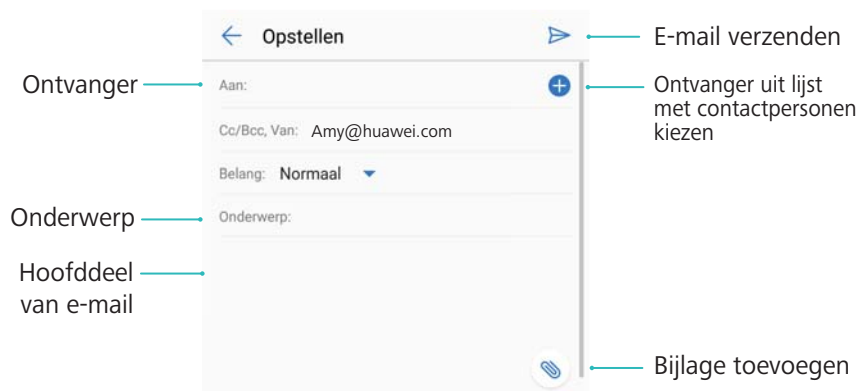 Opstellen
E-mail verzenden
Ontvanger
Aan:
Ontvanger uit lijst
met contactpersonen
kiezen
Cc/Bcc, Van: Amy@huawei.com
Belang: Normaal
Onderwerp
Onderwerp:
Hoofddeel
van e-mail
Bijlage toevoegen